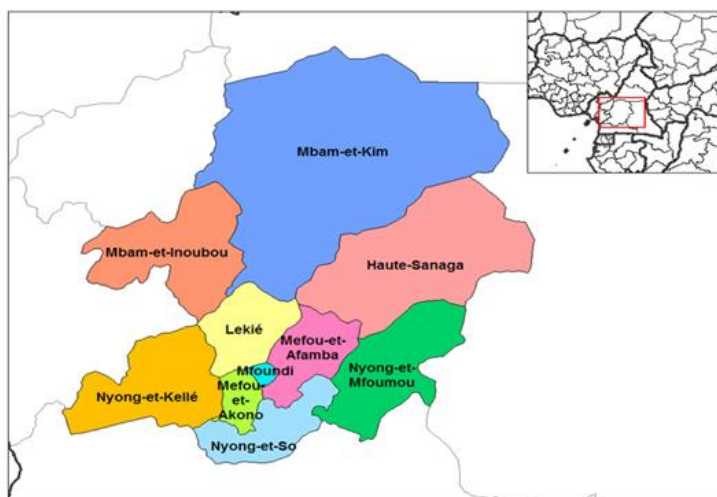 Mbam-et-Kim
Mbam-et-Inoubou
Haute-Sanaga
Lekié
Mefou-et-
Afamba
Mfoundi
Nyong-et-
Mfoumou
Mefou-
et-
Akono
Nyong-et-Kellé
Nyong-et-So